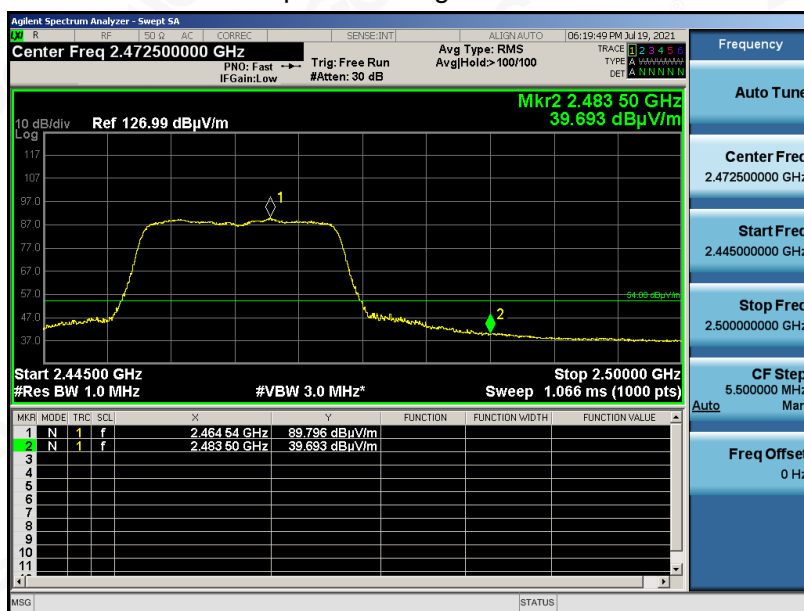 Agilent Spectrum Analyzer - Swept SA
LXI R RF 50 Ω AC CORREC SENSE:INT ALIGN AUTO 06:19:49 PM Jul 19, 2021
Center Freq 2.472500000 GHz
PNO: Fast
IFGain:Low
Trig: Free Run
#Atten: 30 dB
Avg Type: RMS
Avg|Hold:>100/100
TRACE 1 2 3 4 5 6
TYPE A WWWWW
DET A N N N N N
Mkr2 2.483 50 GHz
39.693 dBµV/m
10 dB/div Ref 126.99 dBµV/m
Log
117
107
97.0
87.0
77.0
67.0
57.0
47.0
37.0
1
2
54.00 dBµV/m
Start 2.44500 GHz Stop 2.50000 GHz
#Res BW 1.0 MHz #VBW 3.0 MHz* Sweep 1.066 ms (1000 pts)
MKR MODE TRC SCL X Y FUNCTION FUNCTION WIDTH FUNCTION VALUE
1 N 1 f 2.464 54 GHz 89.796 dBµV/m
2 N 1 f 2.483 50 GHz 39.693 dBµV/m
3
4
5
6
7
8
9
10
11
MSG STATUS
Frequency
Auto Tune
Center Freq
2.472500000 GHz
Start Freq
2.445000000 GHz
Stop Freq
2.500000000 GHz
CF Step
5.500000 MHz
Auto Man
Freq Offset
0 Hz